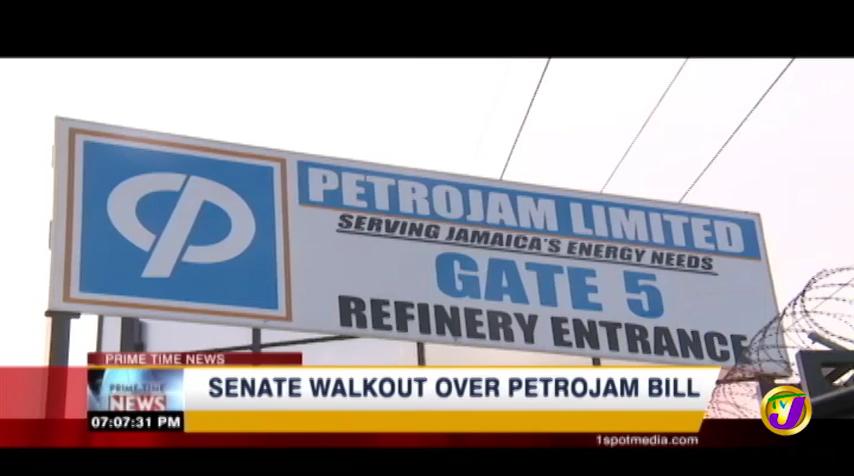 PETROJAM LIMITED
SERVING JAMAICA'S ENERGY NEEDS
GATE 5
REFINERY ENTRANCE
PRIME TIME NEWS
PRIME TIME
NEWS
07:07:31 PM
SENATE WALKOUT OVER PETROJAM BILL
TVJ
1spotmedia.com